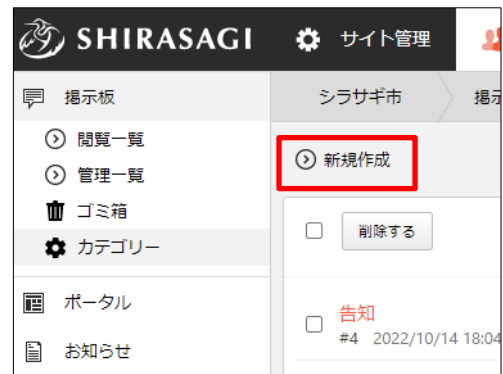 SHIRASAGI サイト管理
掲示板
閲覧一覧
管理一覧
ゴミ箱
カテゴリー
ポータル
お知らせ
シラサギ市 掲示
新規作成
削除する
告知
#4 2022/10/14 18:04